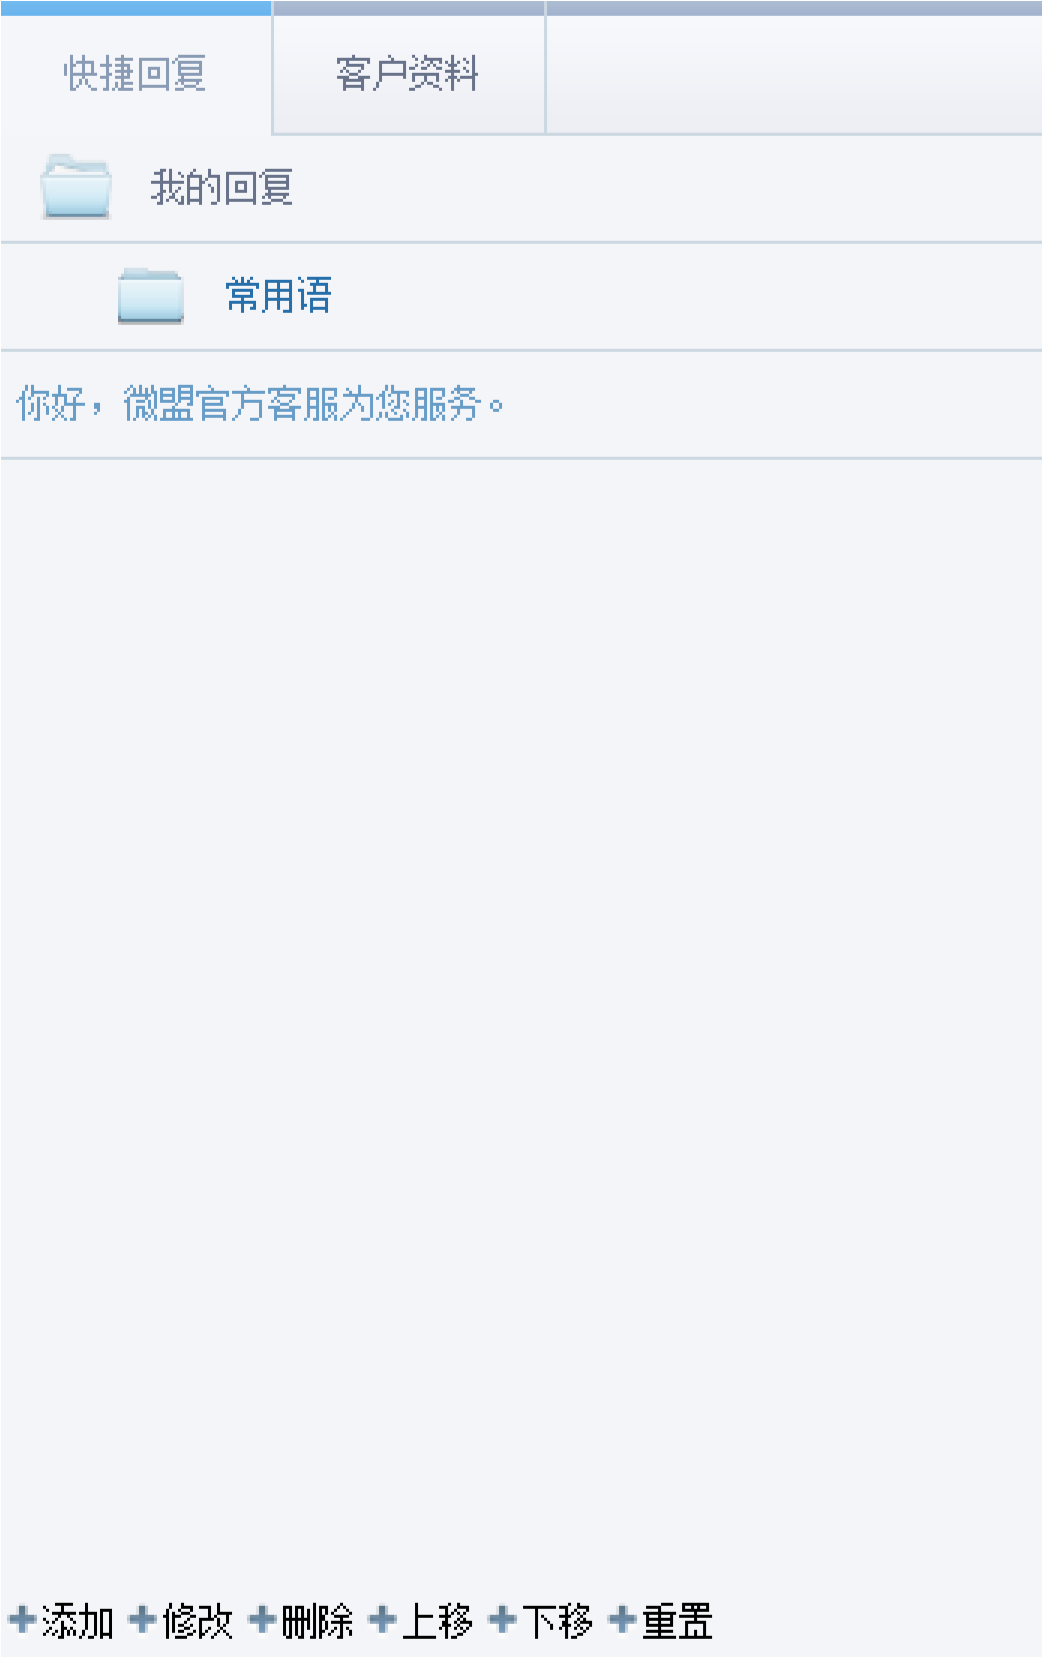 快捷回复 客户资料
我的回复
常用语
你好，微盟官方客服为您服务。
添加 修改 删除 上移 下移 重置